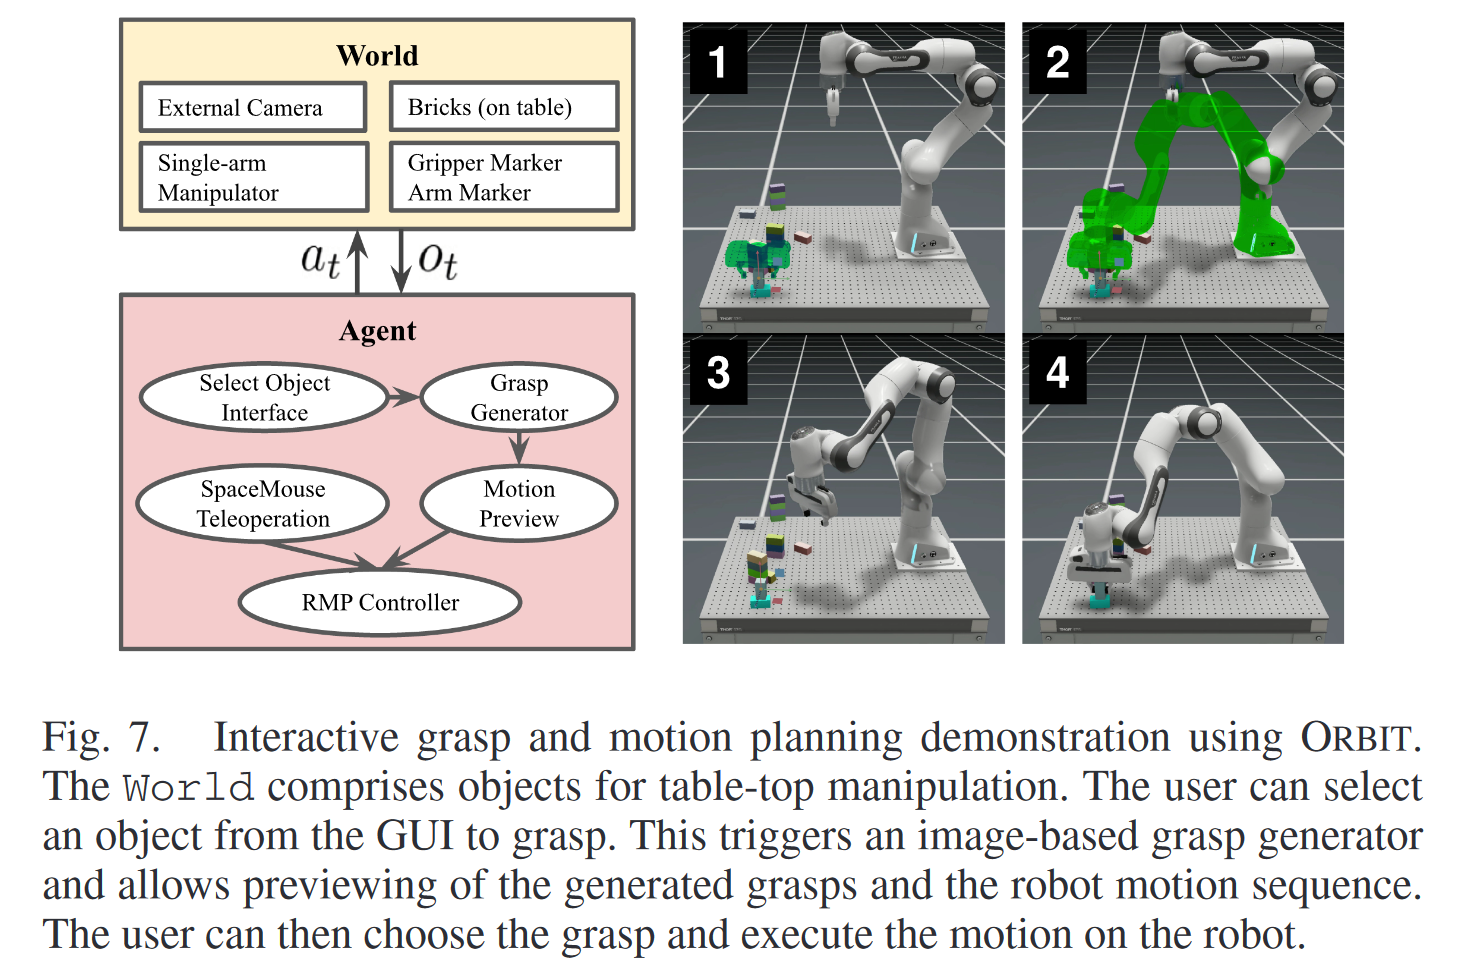 World
External Camera
Bricks (on table)
Single-arm
Manipulator
Gripper Marker
Arm Marker
aₜ
oₜ
Agent
Select Object
Interface
Grasp
Generator
SpaceMouse
Teleoperation
Motion
Preview
RMP Controller
1
2
3
4
Fig. 7. Interactive grasp and motion planning demonstration using ORBIT.
The World comprises objects for table-top manipulation. The user can select
an object from the GUI to grasp. This triggers an image-based grasp generator
and allows previewing of the generated grasps and the robot motion sequence.
The user can then choose the grasp and execute the motion on the robot.